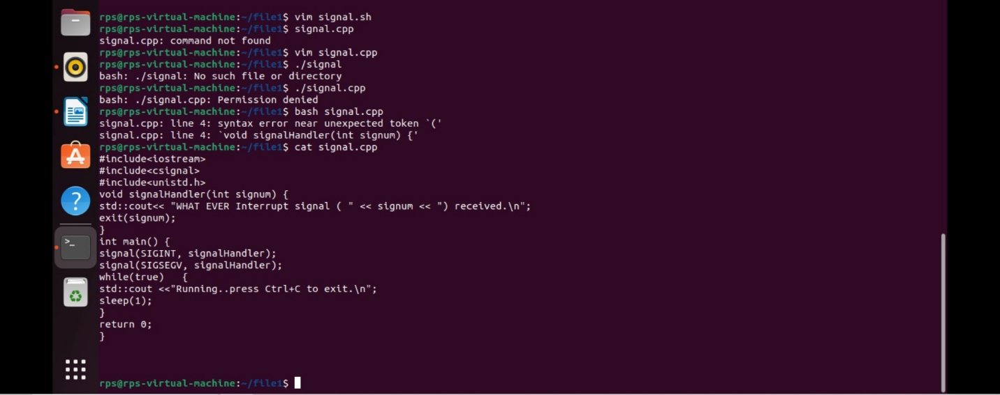 rps@rps-virtual-machine:~/file1$ vim signal.sh
rps@rps-virtual-machine:~/file1$ signal.cpp
signal.cpp: command not found
rps@rps-virtual-machine:~/file1$ vim signal.cpp
rps@rps-virtual-machine:~/file1$ ./signal
bash: ./signal: No such file or directory
rps@rps-virtual-machine:~/file1$ ./signal.cpp
bash: ./signal.cpp: Permission denied
rps@rps-virtual-machine:~/file1$ bash signal.cpp
signal.cpp: line 4: syntax error near unexpected token `('
signal.cpp: line 4: `void signalHandler(int signum) {'
rps@rps-virtual-machine:~/file1$ cat signal.cpp
#include<iostream>
#include<csignal>
#include<unistd.h>
void signalHandler(int signum) {
std::cout<< "WHAT EVER Interrupt signal ( " << signum << ") received.\n";
exit(signum);
}
int main() {
signal(SIGINT, signalHandler);
signal(SIGSEGV, signalHandler);
while(true)   {
std::cout <<"Running..press Ctrl+C to exit.\n";
sleep(1);
}
return 0;
}
rps@rps-virtual-machine:~/file1$